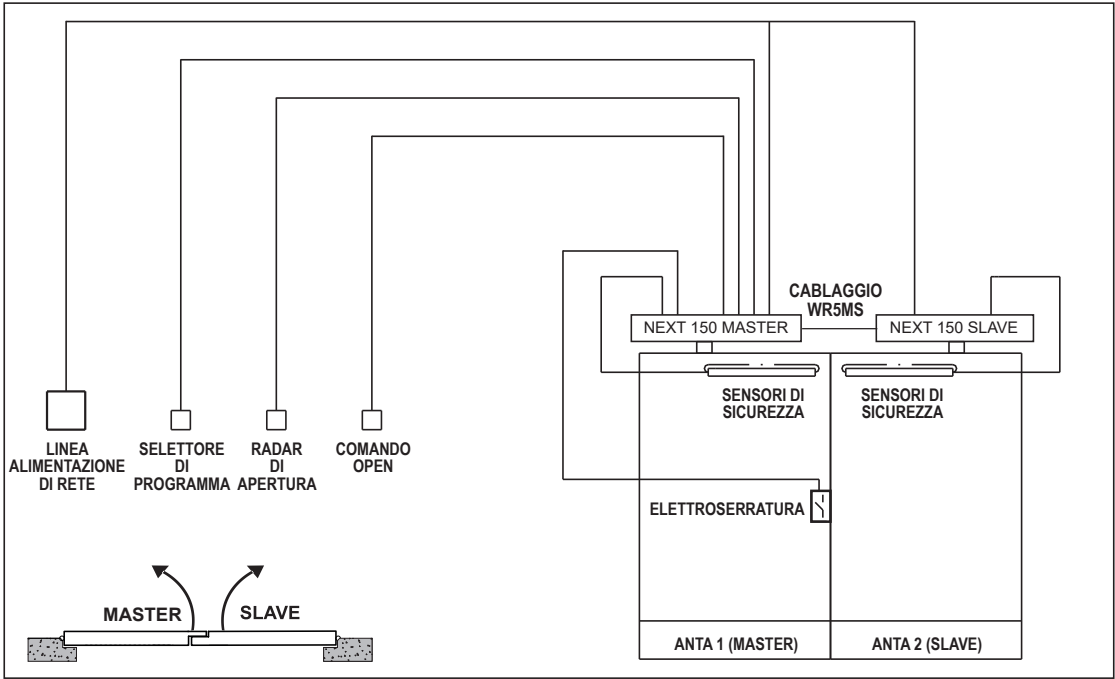 CABLAGGIO
WR5MS
NEXT 150 MASTER
NEXT 150 SLAVE
SENSORI DI
SICUREZZA
SENSORI DI
SICUREZZA
LINEA
ALIMENTAZIONE
DI RETE
SELETTORE
DI
PROGRAMMA
RADAR
DI
APERTURA
COMANDO
OPEN
ELETTROSERRATURA
MASTER
SLAVE
ANTA 1 (MASTER)
ANTA 2 (SLAVE)